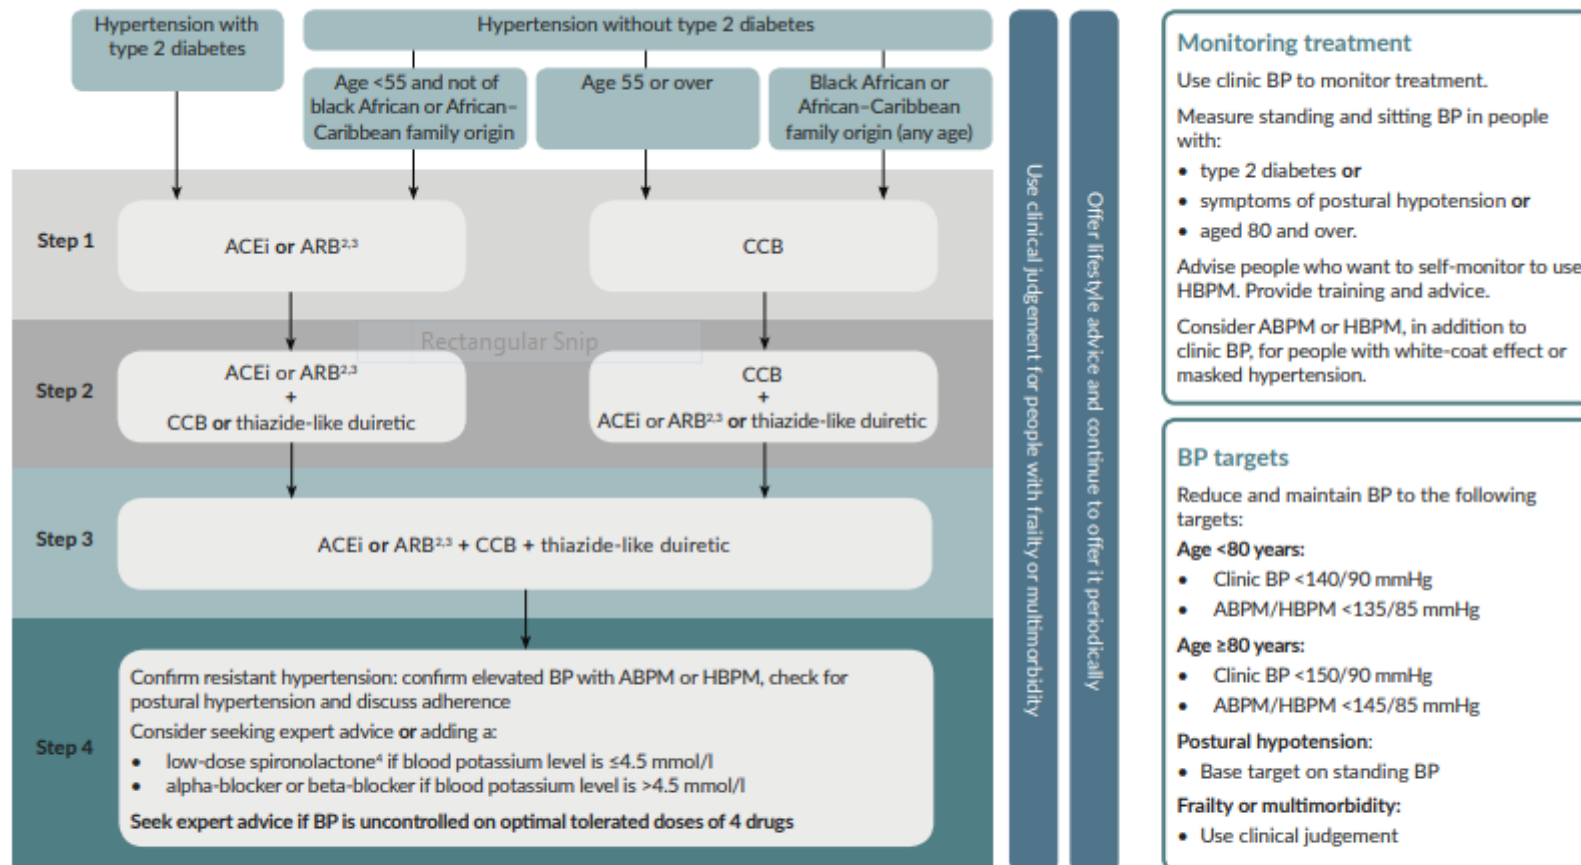 Hypertension with
type 2 diabetes
Hypertension without type 2 diabetes
Age <55 and not of
black African or African–
Caribbean family origin
Age 55 or over
Black African or
African–Caribbean
family origin (any age)
Step 1
ACEi or ARB²,³
CCB
Rectangular Snip
Step 2
ACEi or ARB²,³
+
CCB or thiazide-like duiretic
CCB
+
ACEi or ARB²,³ or thiazide-like duiretic
Step 3
ACEi or ARB²,³ + CCB + thiazide-like duiretic
Step 4
Confirm resistant hypertension: confirm elevated BP with ABPM or HBPM, check for
postural hypertension and discuss adherence
Consider seeking expert advice or adding a:
• low-dose spironolactone⁴ if blood potassium level is ≤4.5 mmol/l
• alpha-blocker or beta-blocker if blood potassium level is >4.5 mmol/l
Seek expert advice if BP is uncontrolled on optimal tolerated doses of 4 drugs
Use clinical judgement for people with frailty or multimorbidity
Offer lifestyle advice and continue to offer it periodically
Monitoring treatment
Use clinic BP to monitor treatment.
Measure standing and sitting BP in people
with:
• type 2 diabetes or
• symptoms of postural hypotension or
• aged 80 and over.
Advise people who want to self-monitor to use
HBPM. Provide training and advice.
Consider ABPM or HBPM, in addition to
clinic BP, for people with white-coat effect or
masked hypertension.
BP targets
Reduce and maintain BP to the following
targets:
Age <80 years:
• Clinic BP <140/90 mmHg
• ABPM/HBPM <135/85 mmHg
Age ≥80 years:
• Clinic BP <150/90 mmHg
• ABPM/HBPM <145/85 mmHg
Postural hypotension:
• Base target on standing BP
Frailty or multimorbidity:
• Use clinical judgement